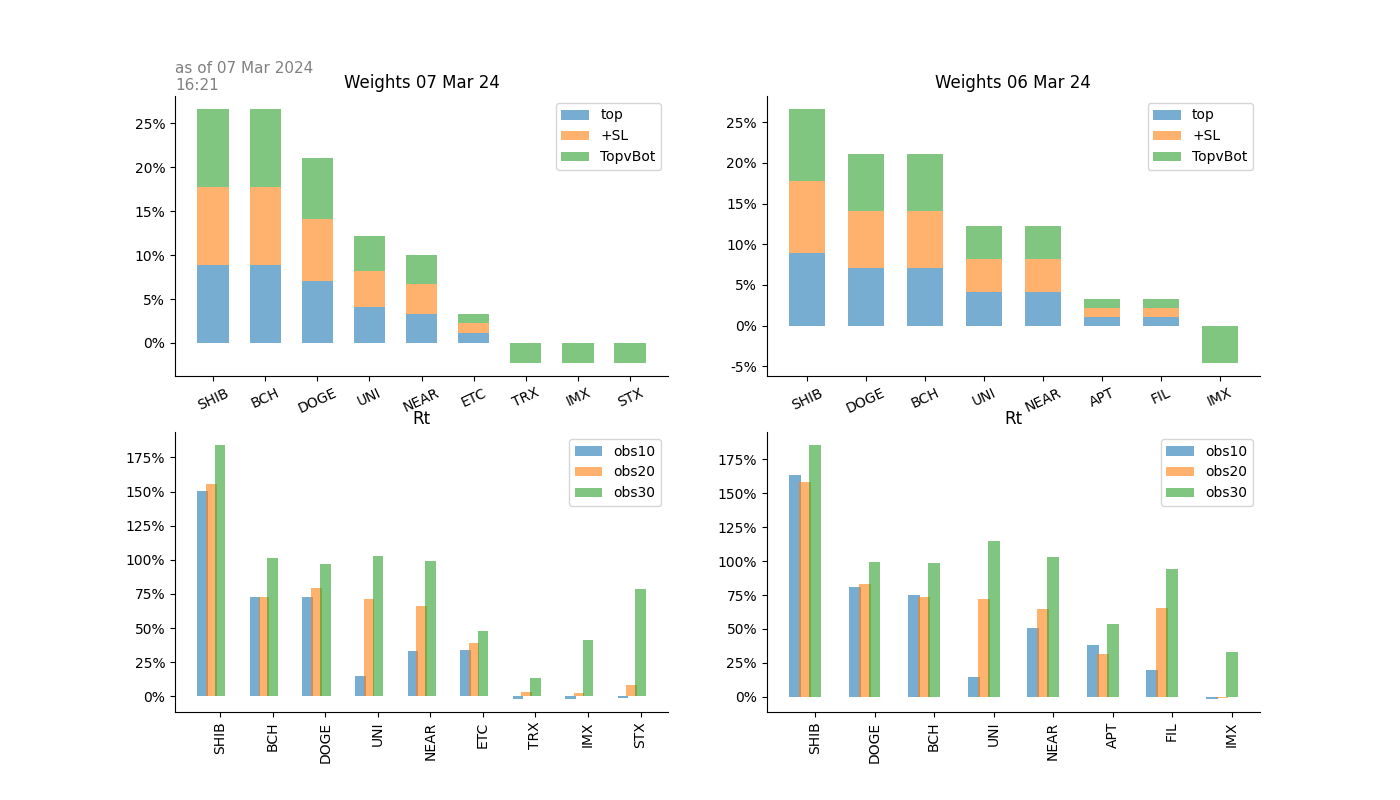 as of 07 Mar 2024
16:21
Weights 07 Mar 24
25%
20%
15%
10%
5%
0%
top
+SL
TopvBot
SHIB
BCH
DOGE
UNI
NEAR
ETC
TRX
IMX
STX
Weights 06 Mar 24
25%
20%
15%
10%
5%
0%
-5%
top
+SL
TopvBot
SHIB
DOGE
BCH
UNI
NEAR
APT
FIL
IMX
Rt
175%
150%
125%
100%
75%
50%
25%
0%
obs10
obs20
obs30
SHIB
BCH
DOGE
UNI
NEAR
ETC
TRX
IMX
STX
Rt
175%
150%
125%
100%
75%
50%
25%
0%
obs10
obs20
obs30
SHIB
DOGE
BCH
UNI
NEAR
APT
FIL
IMX